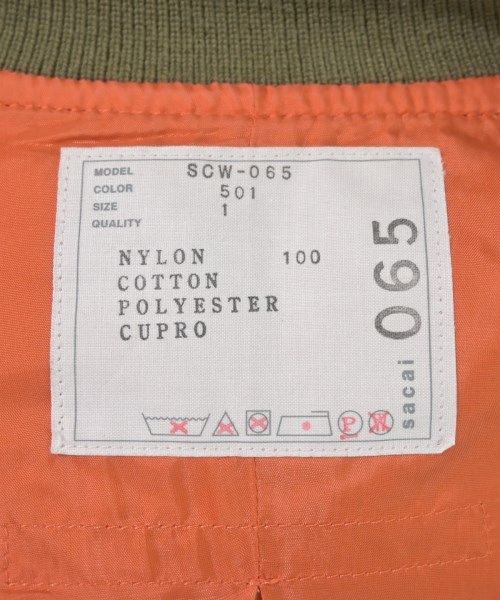 MODEL SCW-065
COLOR 501
SIZE 1
QUALITY
NYLON 100
COTTON
POLYESTER
CUPRO
P
W
sacai 065